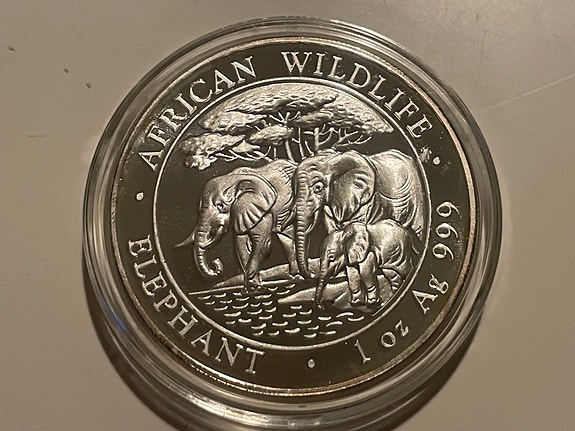 AFRICAN WILDLIFE
ELEPHANT
1 oz Ag 999